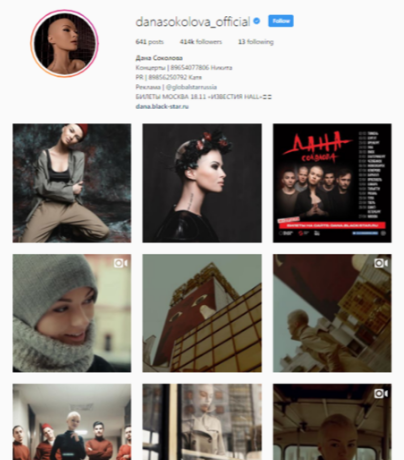 danasokolova_official Follow
641 posts 414k followers 13 following
Дана Соколова
Концерты | 89654077806 Никита
PR | 89856250792 Катя
Реклама | @globalstarrussia
БИЛЕТЫ МОСКВА 18.11 «ИЗВЕСТИЯ HALL»
dana.black-star.ru
ДАНА
СОКОЛОВА